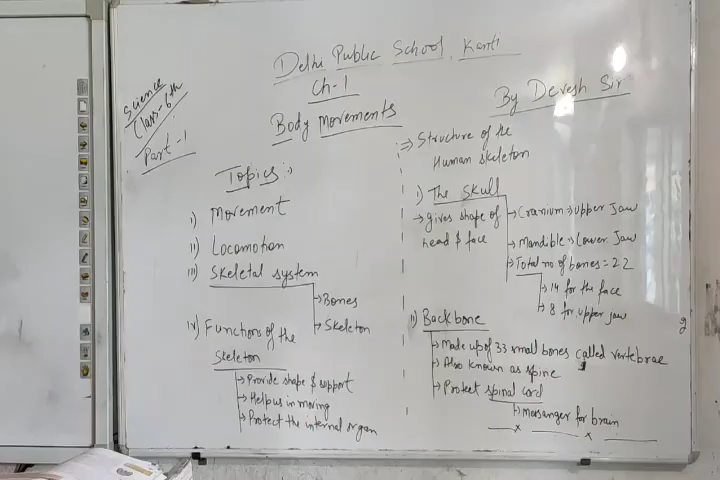 Delhi Public School, Kanti
Ch-1
Body Movements
By Devesh Sir
Science
Class-6th
Part-1
Topics:-
i) Movement
ii) Locomotion
iii) Skeletal system
→ Bones
→ Skeleton
iv) Functions of the
Skeleton
→ Provide shape & support
→ Help us in moving
→ Protect the internal organ
⇒ Structure of the
Human skeleton
i) The Skull
→ gives shape of
head & face
→ Cranium → upper Jaw
→ Mandible → Lower Jaw
→ Total no. of bones = 22
→ 14 for the face
→ 8 for upper jaw
ii) Backbone
→ Made up of 33 small bones called vertebrae
→ Also known as spine
→ Protect spinal cord
→ Messanger for brain